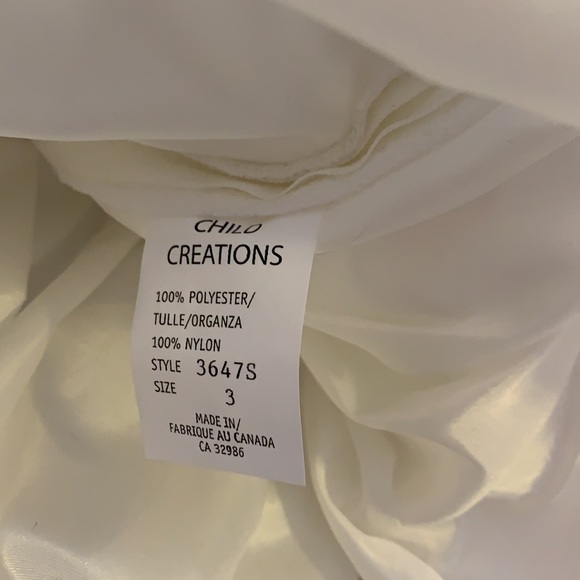 CHILD
CREATIONS
100% POLYESTER/
TULLE/ORGANZA
100% NYLON
STYLE 3647S
SIZE 3
MADE IN/
FABRIQUE AU CANADA
CA 32986